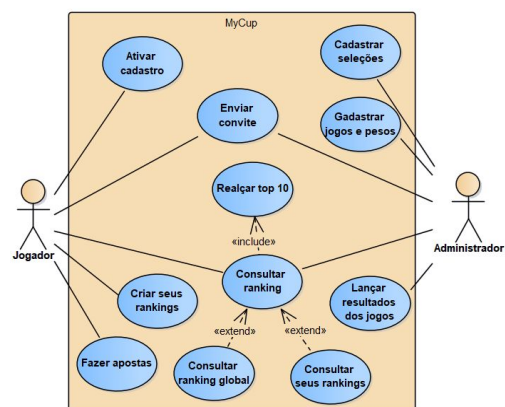 MyCup
Ativar
cadastro
Cadastrar
seleções
Enviar
convite
Gadastrar
jogos e pesos
Realçar top 10
Jogador
Administrador
«include»
Consultar
ranking
Criar seus
rankings
Lançar
resultados
dos jogos
«extend»
«extend»
Fazer apostas
Consultar
ranking global
Consultar
seus rankings